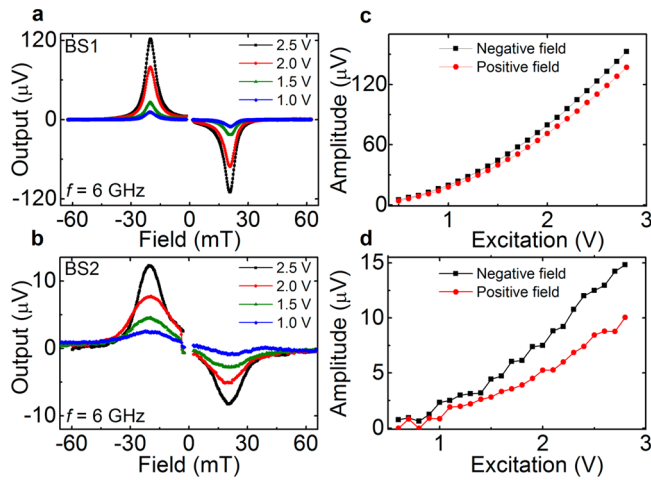 a
BS1
120
60
0
-60
-120
Output (μV)
2.5 V
2.0 V
1.5 V
1.0 V
f = 6 GHz
-60 -30 0 30 60
Field (mT)
b
BS2
10
0
-10
Output (μV)
2.5 V
2.0 V
1.5 V
1.0 V
f = 6 GHz
-60 -30 0 30 60
Field (mT)
c
120
60
0
Amplitude (μV)
Negative field
Positive field
1 2 3
Excitation (V)
d
15
10
5
0
Amplitude (μV)
Negative field
Positive field
1 2 3
Excitation (V)